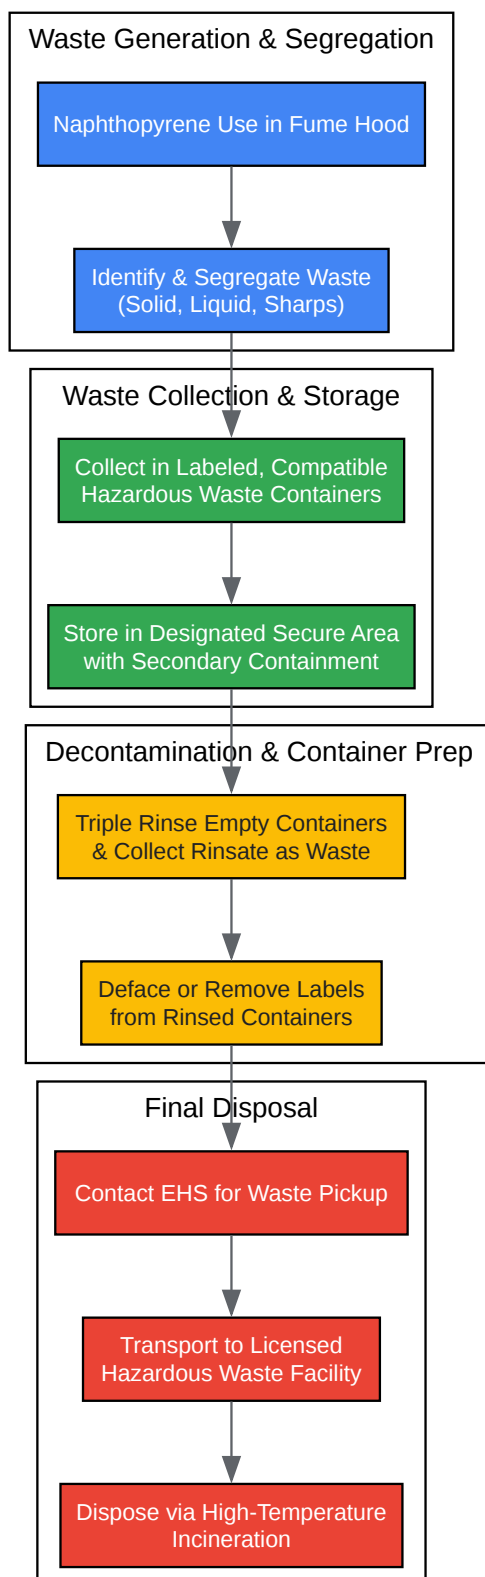 Waste Generation & Segregation
Naphthopyrene Use in Fume Hood
Identify & Segregate Waste
(Solid, Liquid, Sharps)
Waste Collection & Storage
Collect in Labeled, Compatible
Hazardous Waste Containers
Store in Designated Secure Area
with Secondary Containment
Decontamination & Container Prep
Triple Rinse Empty Containers
& Collect Rinsate as Waste
Deface or Remove Labels
from Rinsed Containers
Final Disposal
Contact EHS for Waste Pickup
Transport to Licensed
Hazardous Waste Facility
Dispose via High-Temperature
Incineration